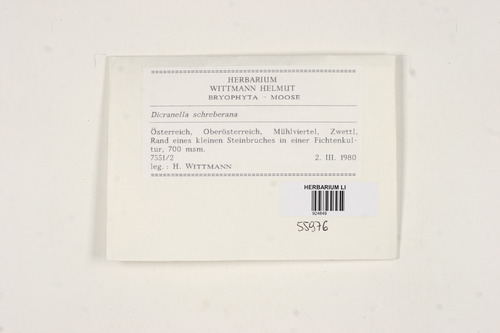 HERBARIUM
WITTMANN HELMUT
BRYOPHYTA - MOOSE
Dicranella schreberana
Österreich, Oberösterreich, Mühlviertel, Zwettl,
Rand eines kleinen Steinbruches in einer Fichtenkul-
tur, 700 msm.
7551/2 2. III. 1980
leg.: H. WITTMANN
HERBARIUM LI
924849
55976